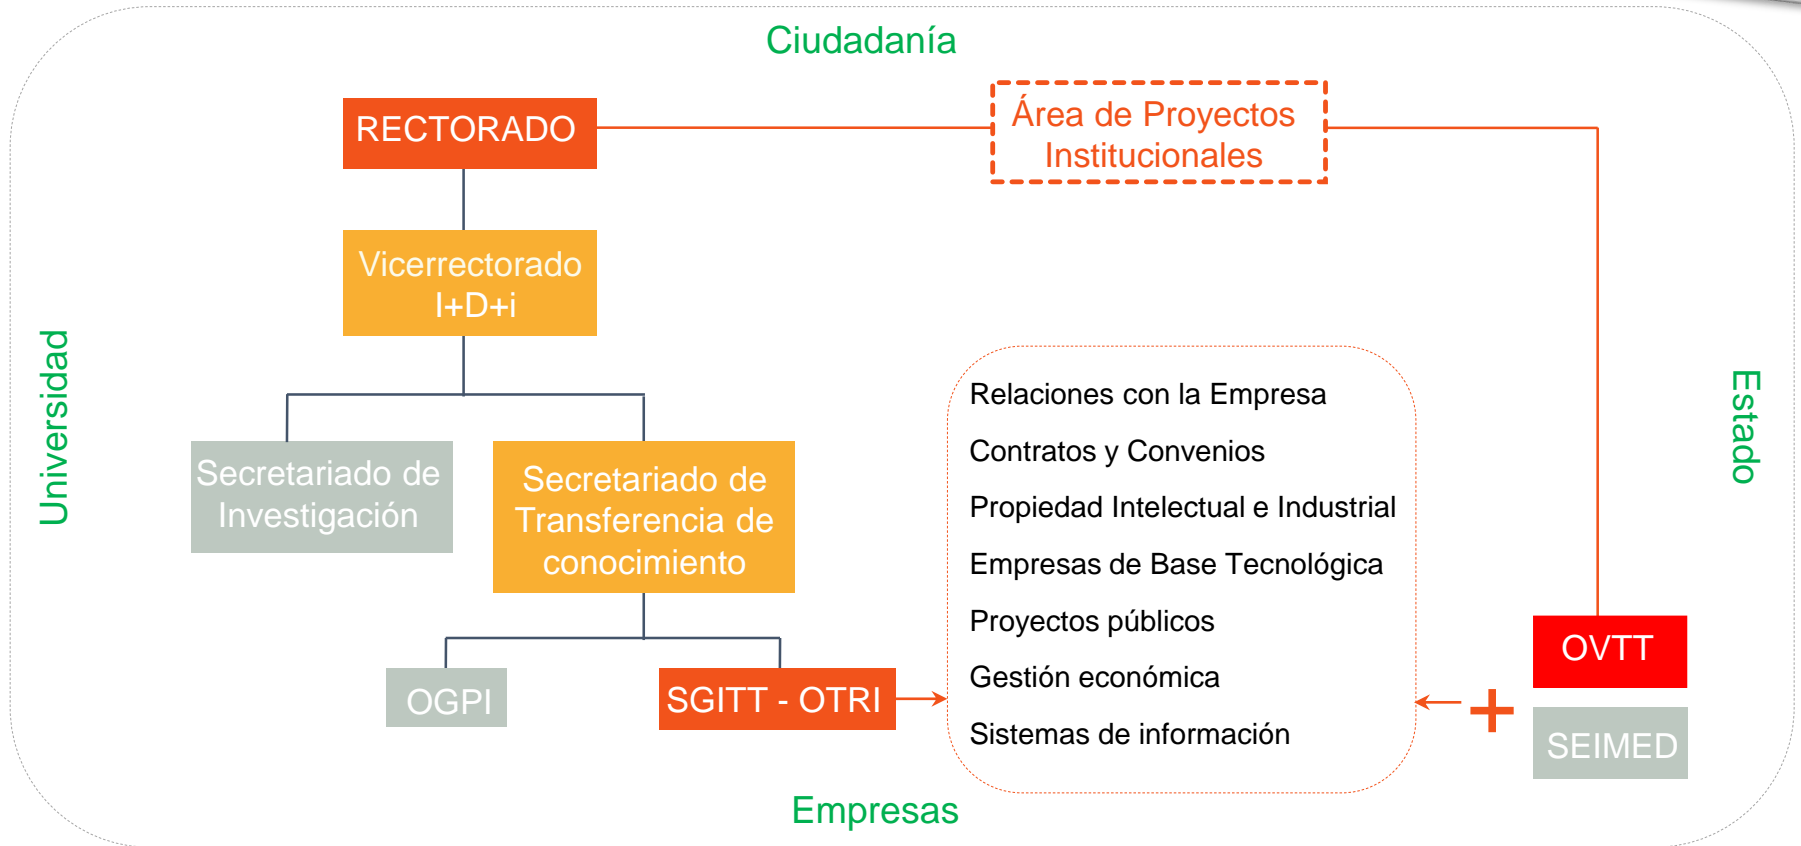 Ciudadanía
RECTORADO
Área de Proyectos
Institucionales
Vicerrectorado
I+D+i
Universidad
Estado
Secretariado de
Investigación
Secretariado de
Transferencia de
conocimiento
OGPI
SGITT - OTRI
Relaciones con la Empresa
Contratos y Convenios
Propiedad Intelectual e Industrial
Empresas de Base Tecnológica
Proyectos públicos
Gestión económica
Sistemas de información
+
OVTT
SEIMED
Empresas